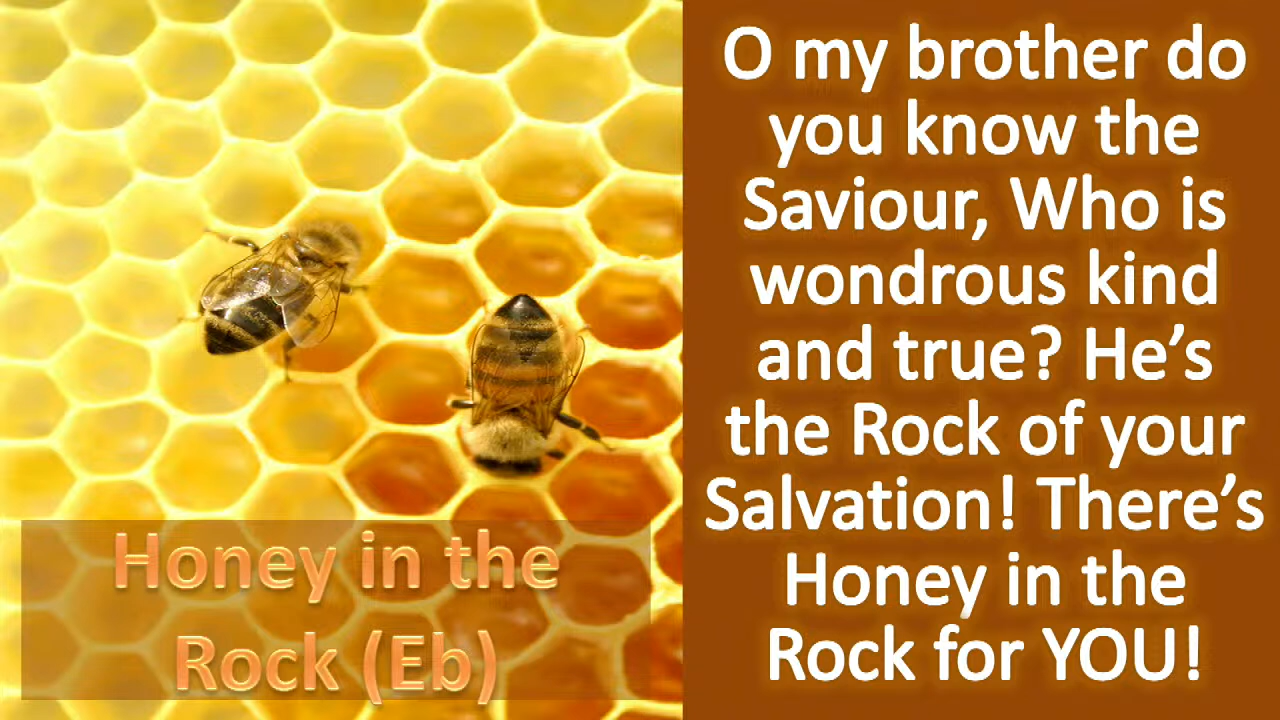 O my brother do
you know the
Saviour, Who is
wondrous kind
and true? He’s
the Rock of your
Salvation! There’s
Honey in the
Rock for YOU!
Honey in the
Rock (Eb)